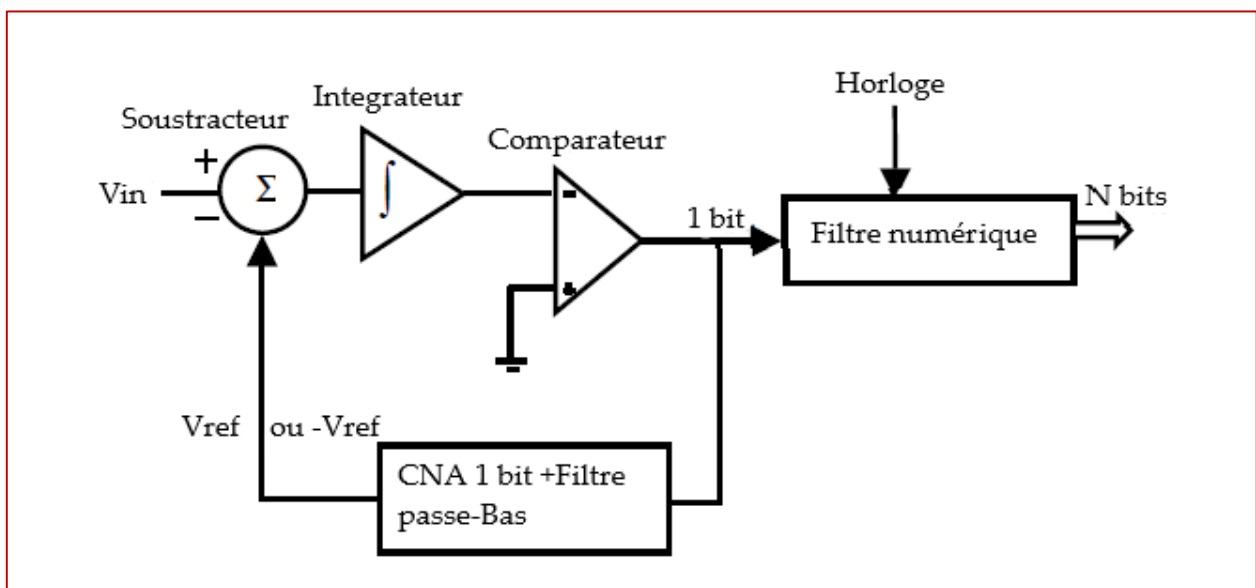 Horloge
Integrateur
Soustracteur
Comparateur
+
Vin
−
Σ
∫
-
+
1 bit
Filtre numérique
N bits
Vref ou -Vref
CNA 1 bit +Filtre
passe-Bas